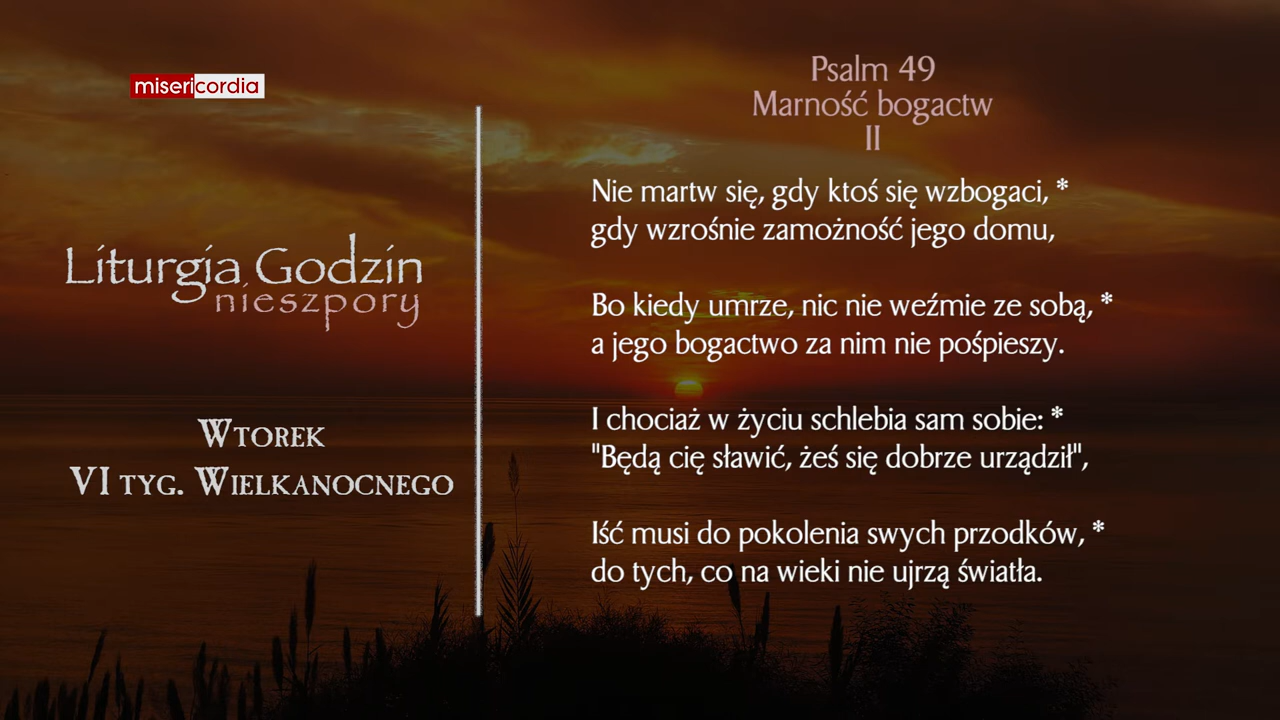 misericordia
Liturgia Godzin
nieszpory
Wtorek
VI tyg. Wielkanocnego
Psalm 49
Marność bogactw
II
Nie martw się, gdy ktoś się wzbogaci, *
gdy wzrośnie zamożność jego domu,
Bo kiedy umrze, nic nie weźmie ze sobą, *
a jego bogactwo za nim nie pośpieszy.
I chociaż w życiu schlebia sam sobie: *
"Będą cię sławić, żeś się dobrze urządził",
Iść musi do pokolenia swych przodków, *
do tych, co na wieki nie ujrzą światła.